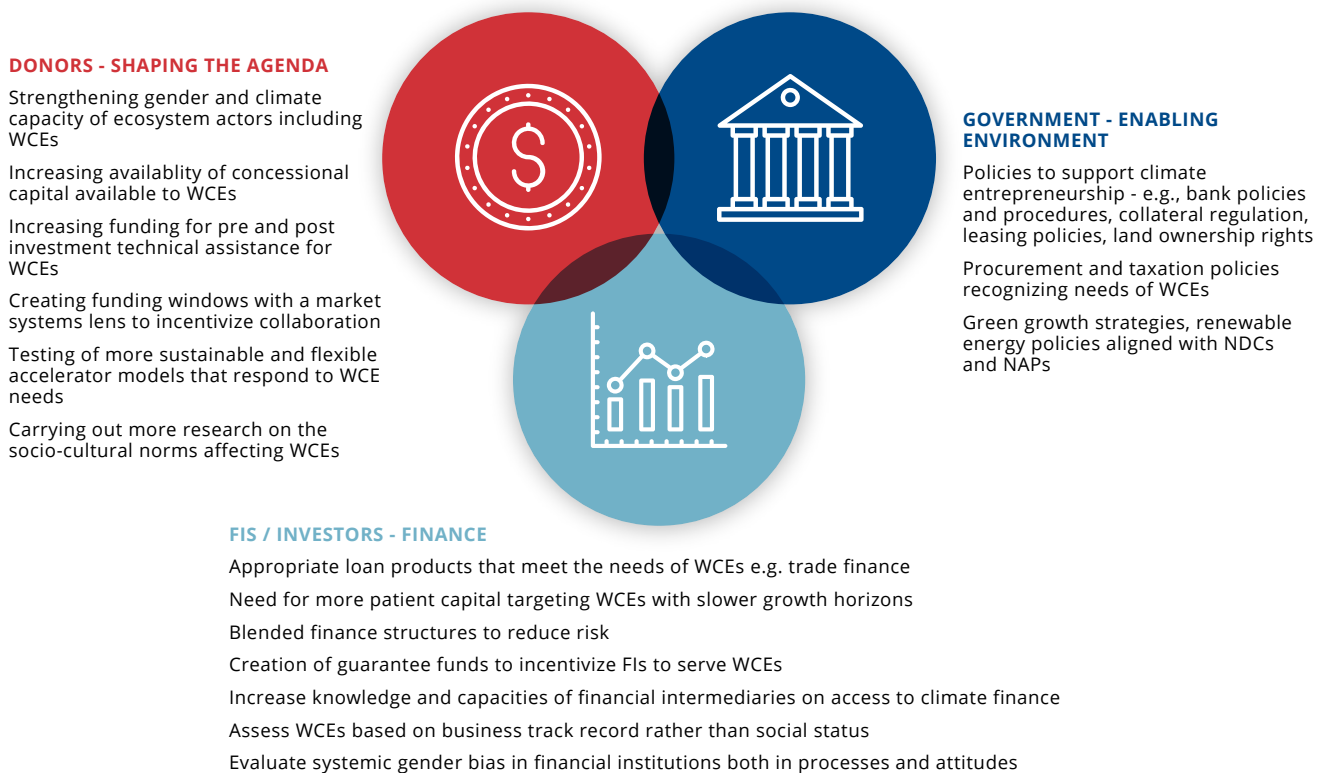 DONORS - SHAPING THE AGENDA
Strengthening gender and climate
capacity of ecosystem actors including
WCEs
Increasing availablity of concessional
capital available to WCEs
Increasing funding for pre and post
investment technical assistance for
WCEs
Creating funding windows with a market
systems lens to incentivize collaboration
Testing of more sustainable and flexible
accelerator models that respond to WCE
needs
Carrying out more research on the
socio-cultural norms affecting WCEs
$
GOVERNMENT - ENABLING
ENVIRONMENT
Policies to support climate
entrepreneurship - e.g., bank policies
and procedures, collateral regulation,
leasing policies, land ownership rights
Procurement and taxation policies
recognizing needs of WCEs
Green growth strategies, renewable
energy policies aligned with NDCs
and NAPs
FIS / INVESTORS - FINANCE
Appropriate loan products that meet the needs of WCEs e.g. trade finance
Need for more patient capital targeting WCEs with slower growth horizons
Blended finance structures to reduce risk
Creation of guarantee funds to incentivize FIs to serve WCEs
Increase knowledge and capacities of financial intermediaries on access to climate finance
Assess WCEs based on business track record rather than social status
Evaluate systemic gender bias in financial institutions both in processes and attitudes